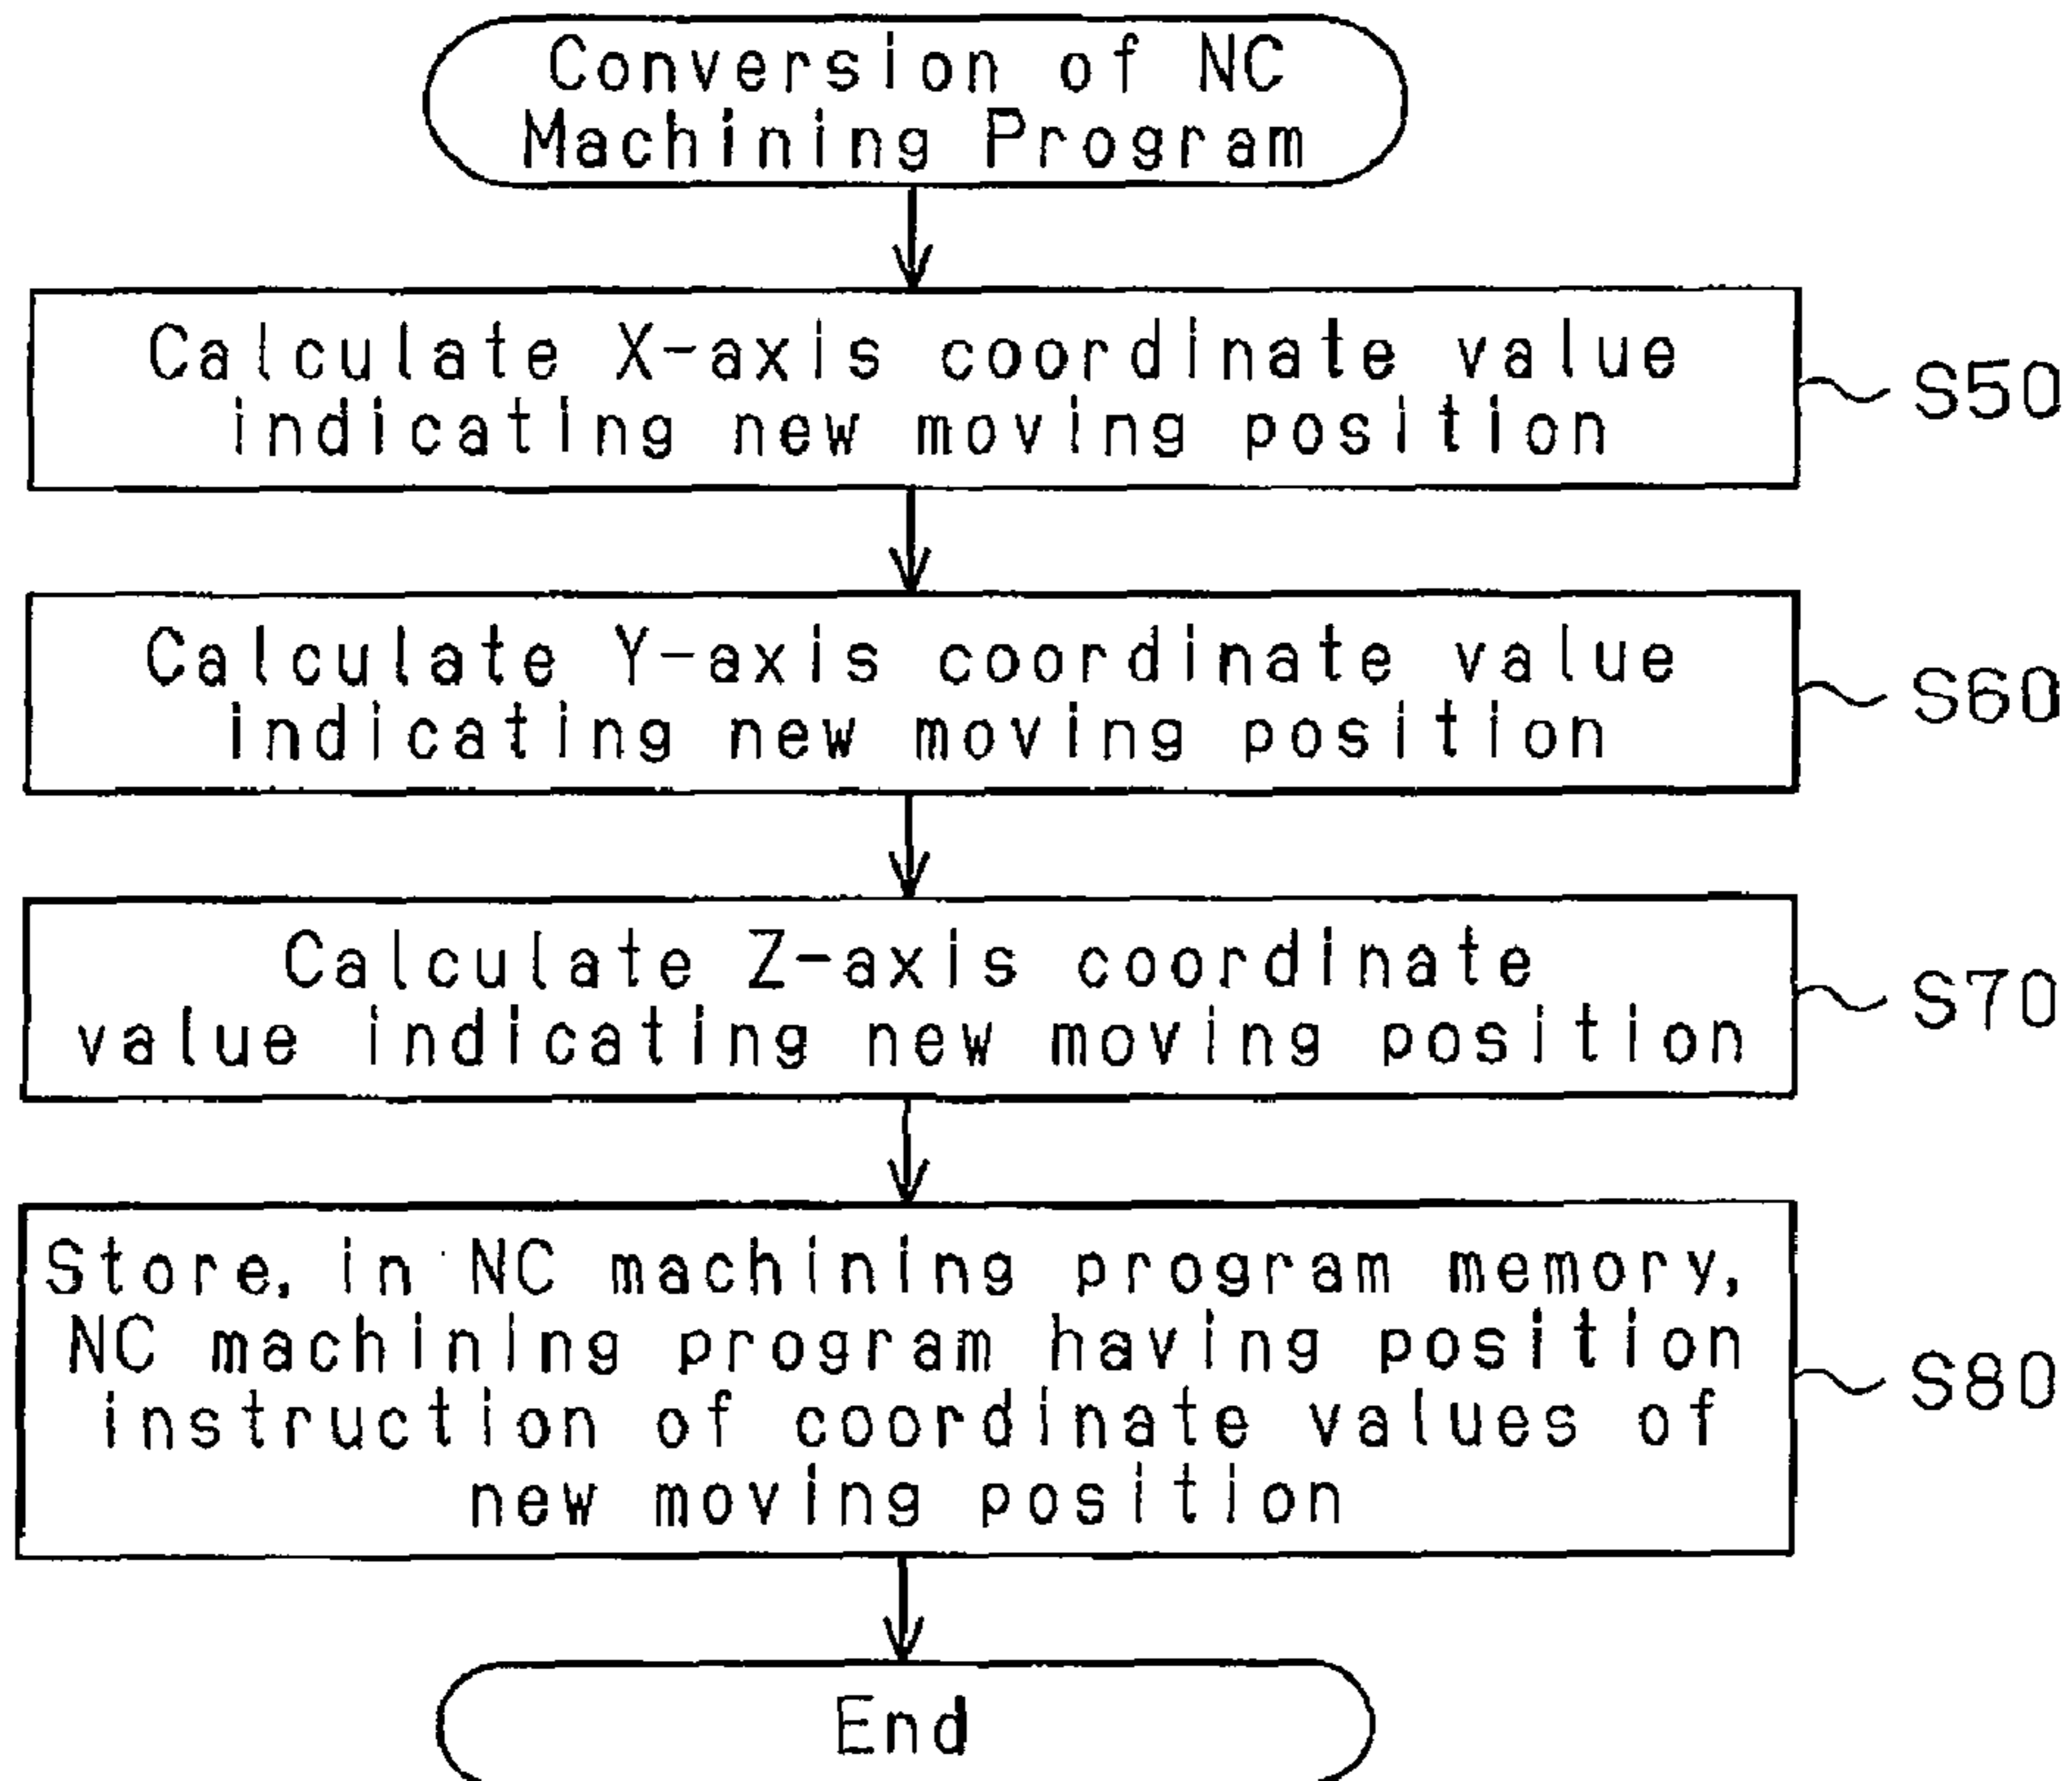 Conversion of NC
Machining Program
Calculate X-axis coordinate value
indicating new moving position
S50
Calculate Y-axis coordinate value
indicating new moving position
S60
Calculate Z-axis coordinate
value indicating new moving position
S70
Store, in NC machining program memory,
NC machining program having position
instruction of coordinate values of
new moving position
S80
End